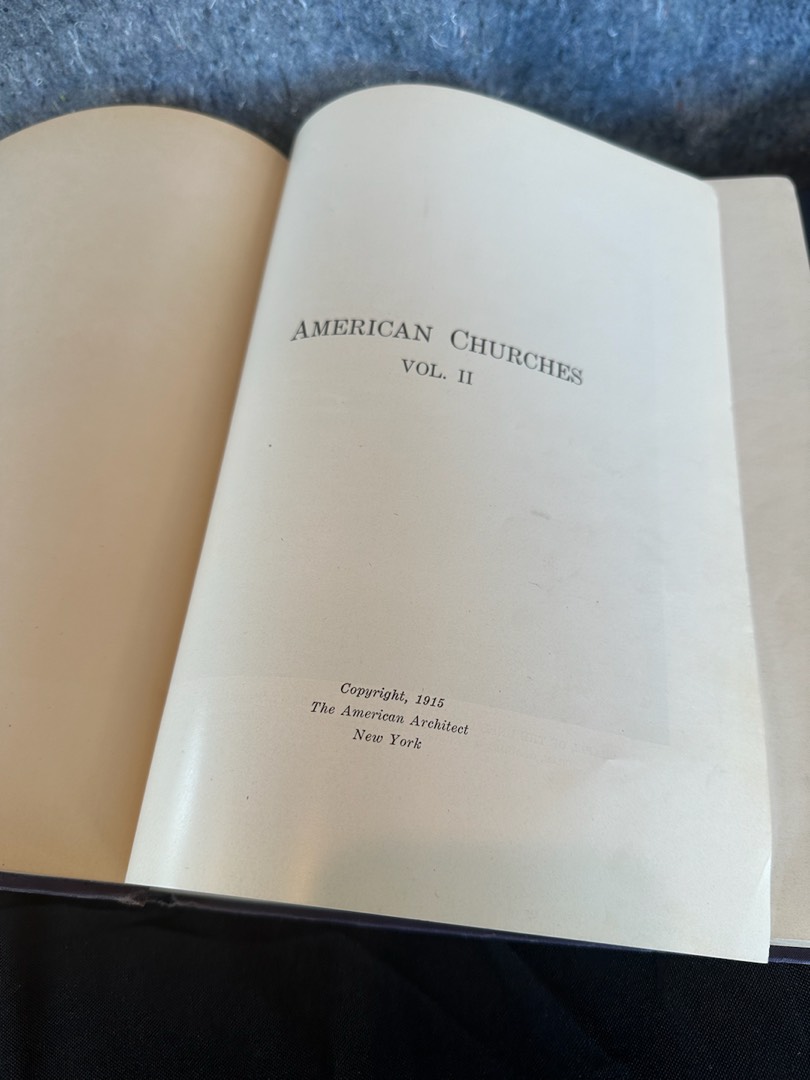 AMERICAN CHURCHES
VOL. II
Copyright, 1915
The American Architect
New York